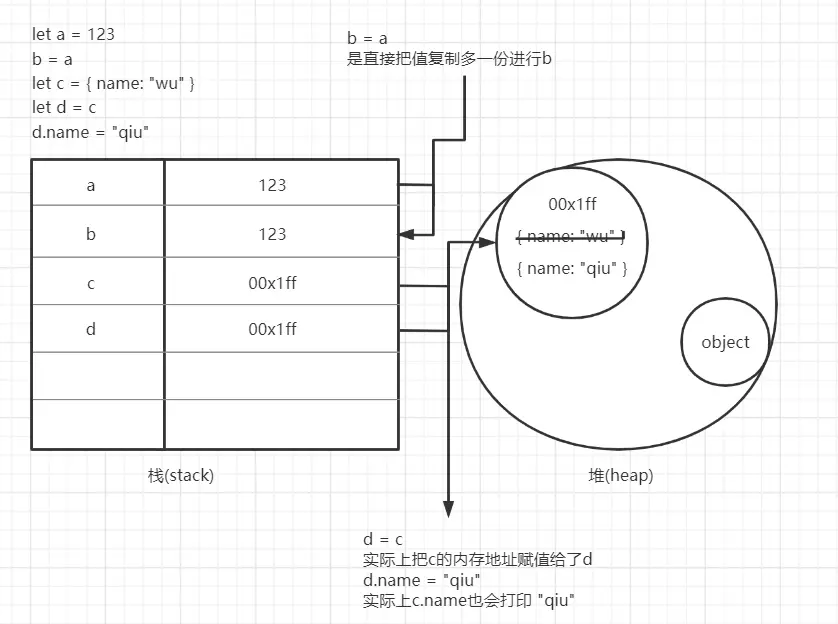 let a = 123
b = a
let c = { name: "wu" }
let d = c
d.name = "qiu"
b = a
是直接把值复制多一份进行b
a 123
b 123
c 00x1ff
d 00x1ff
00x1ff
{ name: "wu" }
{ name: "qiu" }
object
栈(stack)
堆(heap)
d = c
实际上把c的内存地址赋值给了d
d.name = "qiu"
实际上c.name也会打印 "qiu"